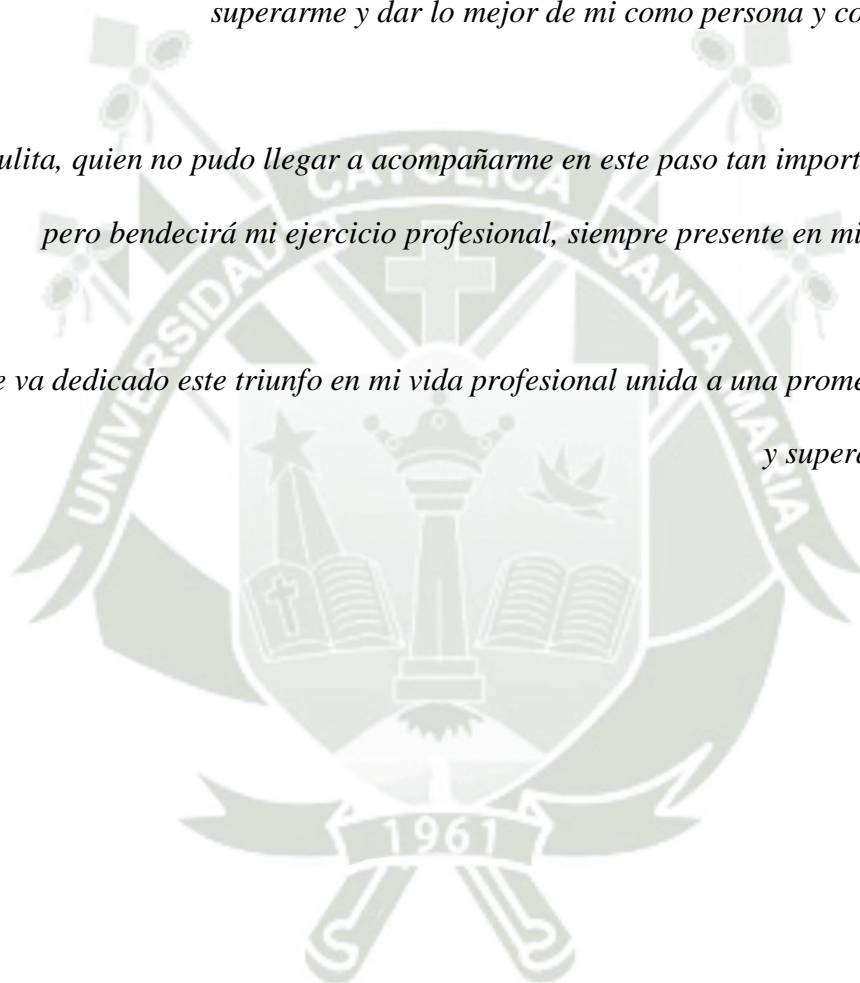 superarme y dar lo mejor de mi como persona y co
ulita, quien no pudo llegar a acompañarme en este paso tan import
pero bendecirá mi ejercicio profesional, siempre presente en mi
e va dedicado este triunfo en mi vida profesional unida a una prome
y supera
UNIVERSIDAD CATOLICA SANTA MARIA
1961